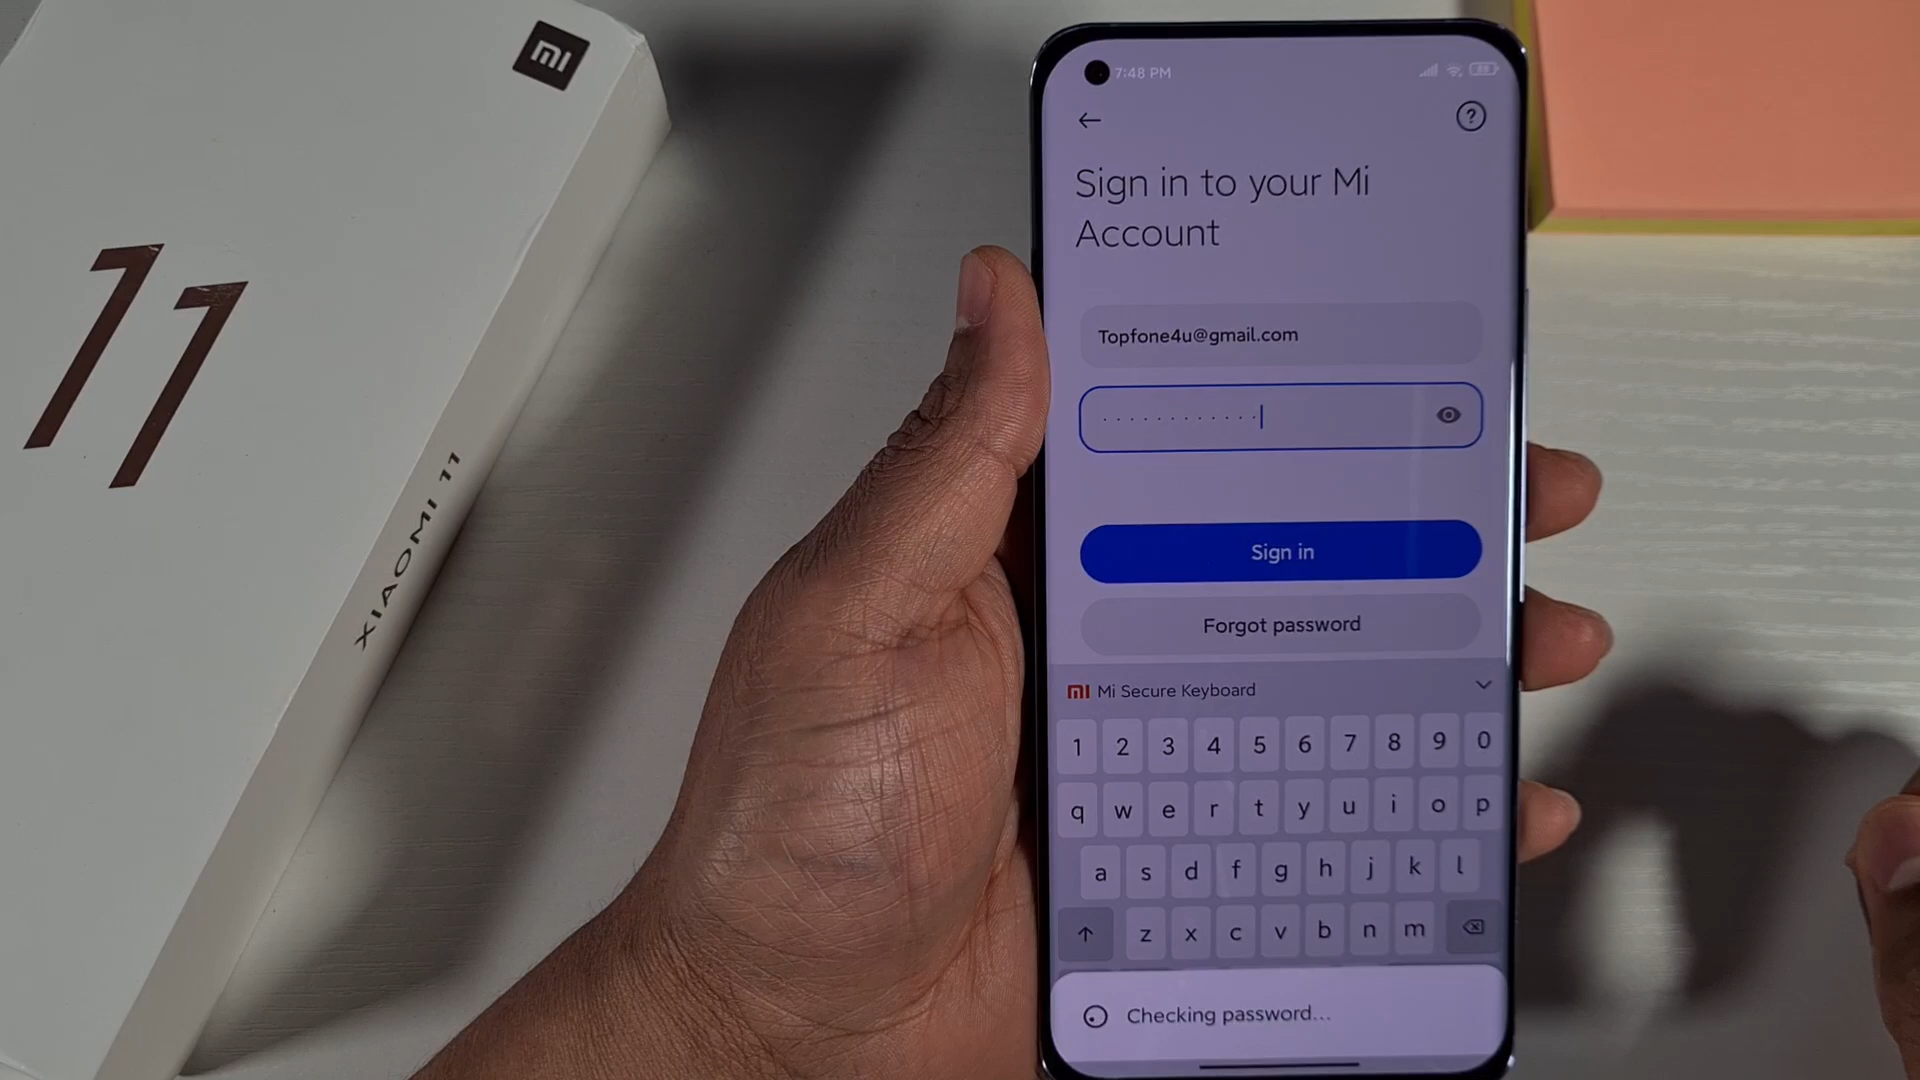 mi
11
XIAOMI 11
7:48 PM
?
Sign in to your Mi
Account
Topfone4u@gmail.com
············
Sign in
Forgot password
mi Mi Secure Keyboard
1 2 3 4 5 6 7 8 9 0
q w e r t y u i o p
a s d f g h j k l
z x c v b n m
Checking password...